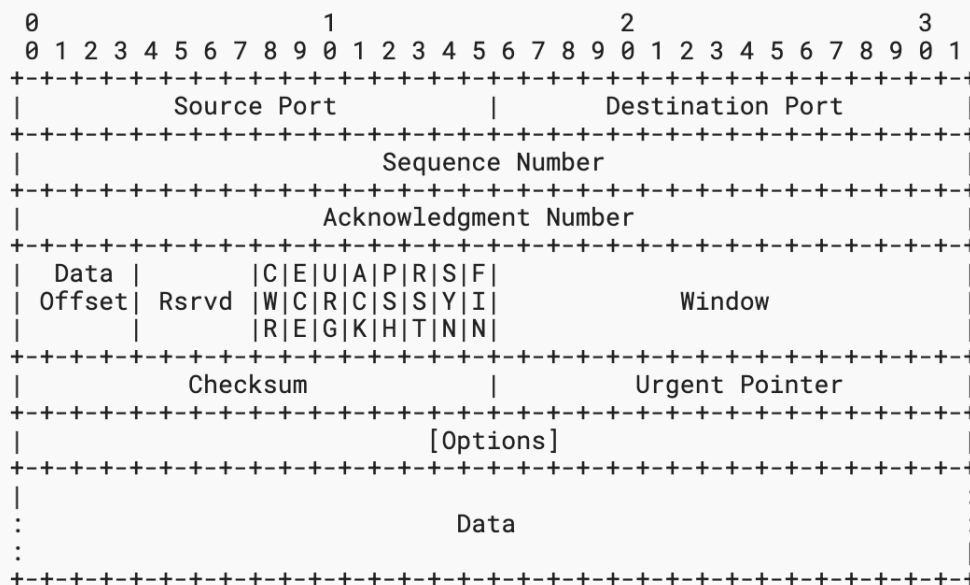 0                   1                   2                   3
 0 1 2 3 4 5 6 7 8 9 0 1 2 3 4 5 6 7 8 9 0 1 2 3 4 5 6 7 8 9 0 1
+-+-+-+-+-+-+-+-+-+-+-+-+-+-+-+-+-+-+-+-+-+-+-+-+-+-+-+-+-+-+-+-
|          Source Port          |       Destination Port        |
+-+-+-+-+-+-+-+-+-+-+-+-+-+-+-+-+-+-+-+-+-+-+-+-+-+-+-+-+-+-+-+-
|                        Sequence Number                        |
+-+-+-+-+-+-+-+-+-+-+-+-+-+-+-+-+-+-+-+-+-+-+-+-+-+-+-+-+-+-+-+-
|                    Acknowledgment Number                      |
+-+-+-+-+-+-+-+-+-+-+-+-+-+-+-+-+-+-+-+-+-+-+-+-+-+-+-+-+-+-+-+-
|  Data |       |C|E|U|A|P|R|S|F|                               |
| Offset| Rsrvd |W|C|R|C|S|S|Y|I|            Window             |
|       |       |R|E|G|K|H|T|N|N|                               |
+-+-+-+-+-+-+-+-+-+-+-+-+-+-+-+-+-+-+-+-+-+-+-+-+-+-+-+-+-+-+-+-
|           Checksum            |         Urgent Pointer        |
+-+-+-+-+-+-+-+-+-+-+-+-+-+-+-+-+-+-+-+-+-+-+-+-+-+-+-+-+-+-+-+-
|                           [Options]                           |
+-+-+-+-+-+-+-+-+-+-+-+-+-+-+-+-+-+-+-+-+-+-+-+-+-+-+-+-+-+-+-+-
|                                                               :
:                             Data                              :
:                                                               |
+-+-+-+-+-+-+-+-+-+-+-+-+-+-+-+-+-+-+-+-+-+-+-+-+-+-+-+-+-+-+-+-